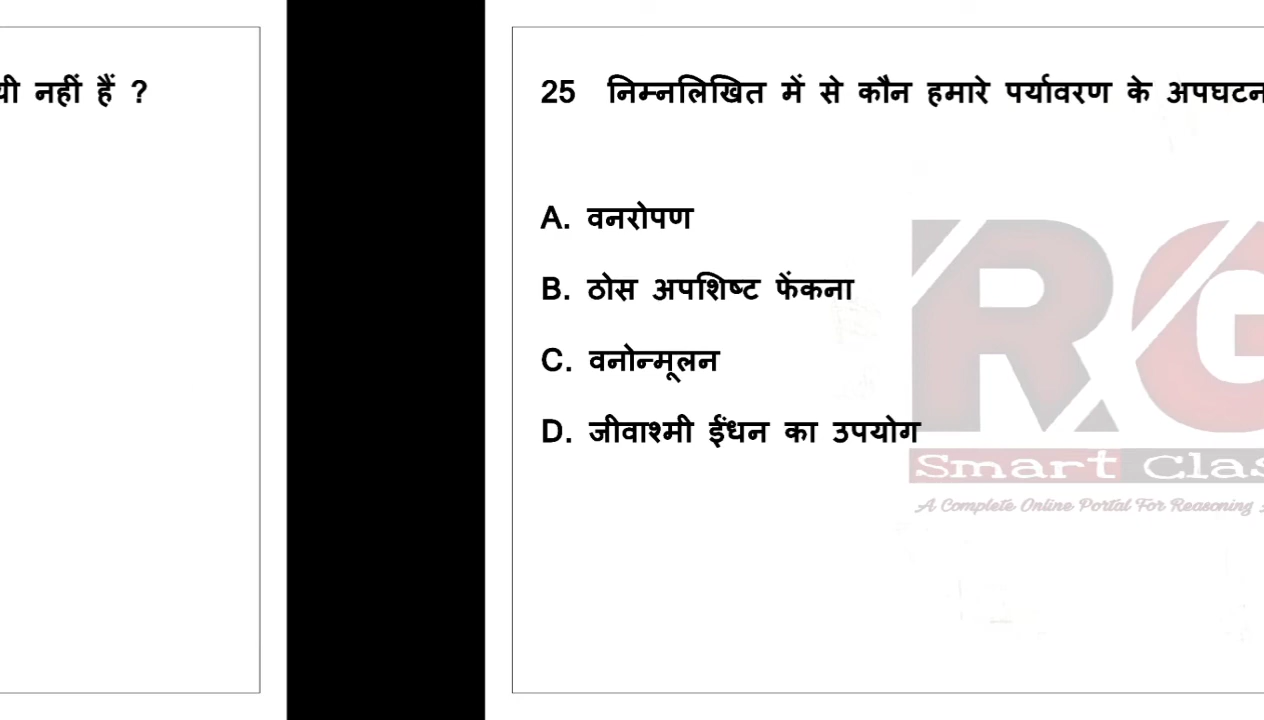 यी नहीं हैं ?
25 निम्नलिखित में से कौन हमारे पर्यावरण के अपघटन
A. वनरोपण
B. ठोस अपशिष्ट फेंकना
C. वनोन्मूलन
D. जीवाश्मी ईंधन का उपयोग
RG
Smart Clas
A Complete Online Portal For Reasoning